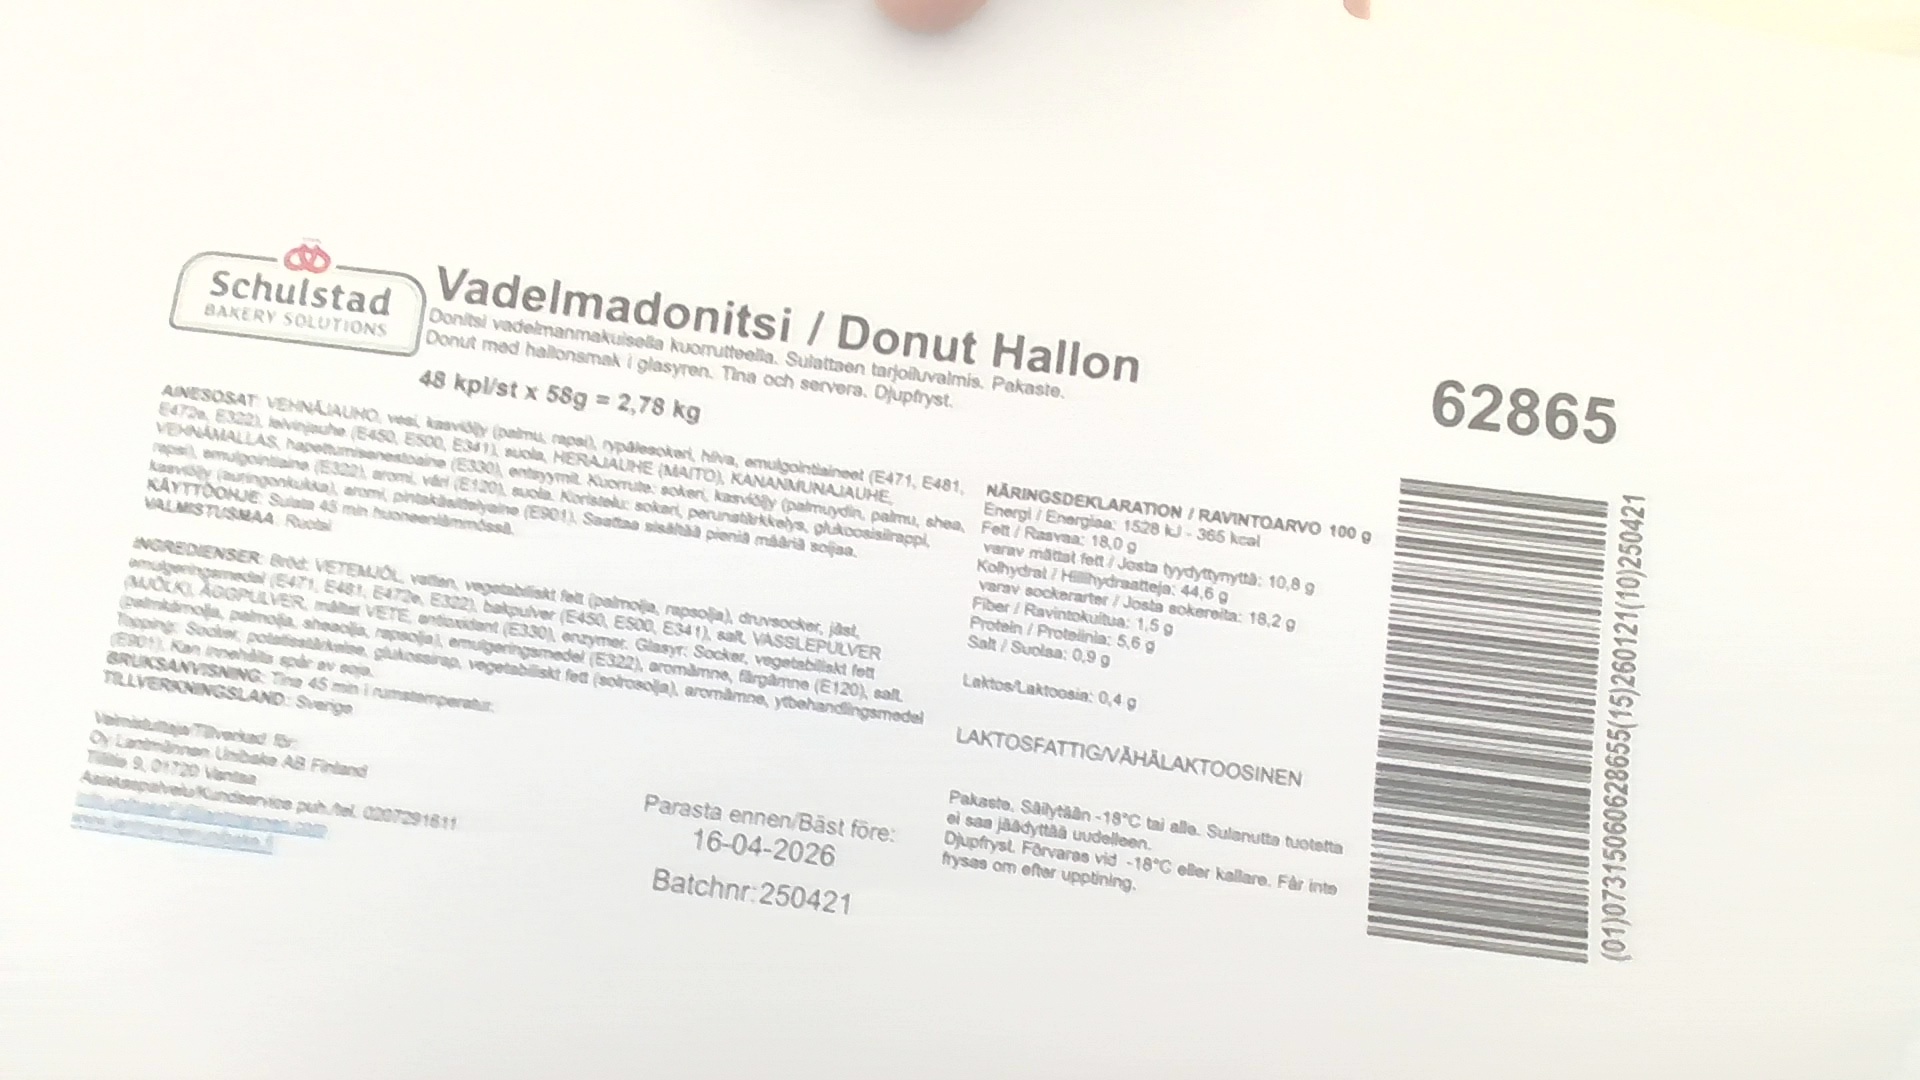 Schulstad
BAKERY SOLUTIONS
Vadelmadonitsi / Donut Hallon
Donitsi vadelmanmakuisella kuorrutteella. Sulattaen tarjoiluvalmis. Pakaste.
Donut med hallonsmak i glasyren. Tina och servera. Djupfryst.
48 kpl/st x 58g = 2,78 kg
AINESOSAT: VEHNÄJAUHO, vesi, kasviöljy (palmu, rapsi), rypälesokeri, hiiva, emulgointiaineet (E471, E481,
E472e, E322), leivinjauhe (E450, E500, E341), suola, HERAJAUHE (MAITO), KANANMUNAJAUHE,
VEHNÄMALLAS, hapettumisenestoaine (E330), entsyymit. Kuorrute: sokeri, kasviöljy (palmuydin, palmu, shea,
rapsi), emulgointiaine (E322), aromi, väri (E120), suola. Koristelu: sokeri, perunatärkkelys, glukoosisiirappi,
kasviöljy (auringonkukka), aromi, pintakäsittelyaine (E901). Saattaa sisältää pieniä määriä soijaa.
KÄYTTÖOHJE: Sulata 45 min huoneenlämmössä.
VALMISTUSMAA: Ruotsi
INGREDIENSER: Bröd: VETEMJÖL, vatten, vegetabiliskt fett (palmolja, rapsolja), druvsocker, jäst,
emulgeringsmedel (E471, E481, E472e, E322), bakpulver (E450, E500, E341), salt, VASSLEPULVER
(MJÖLK), ÄGGPULVER, mältat VETE, antioxidant (E330), enzymer. Glasyr: Socker, vegetabiliskt fett
(palmkärnolja, palmolja, sheaolja, rapsolja), emulgeringsmedel (E322), aromämne, färgämne (E120), salt.
Topping: Socker, potatisstärkelse, glukossirap, vegetabiliskt fett (solrosolja), aromämne, ytbehandlingsmedel
(E901). Kan innehålla spår av soja.
BRUKSANVISNING: Tina 45 min i rumstemperatur.
TILLVERKNINGSLAND: Sverige
Valmistuttaja/Tillverkad för:
Oy Lantmännen Unibake AB Finland
Tiilitie 9, 01720 Vantaa
Asiakaspalvelu/Kundservice puh./tel. 0207291611
Parasta ennen/Bäst före:
16-04-2026
Batchnr:250421
NÄRINGSDEKLARATION / RAVINTOARVO 100 g
Energi / Energiaa: 1528 kJ - 365 kcal
Fett / Rasvaa: 18,0 g
varav mättat fett / Josta tyydyttynyttä: 10,8 g
Kolhydrat / Hiilihydraatteja: 44,6 g
varav sockerarter / Josta sokereita: 18,2 g
Fiber / Ravintokuitua: 1,5 g
Protein / Proteiinia: 5,6 g
Salt / Suolaa: 0,9 g
Laktos/Laktoosia: 0,4 g
LAKTOSFATTIG/VÄHÄLAKTOOSINEN
Pakaste. Säilytään -18°C tai alle. Sulanutta tuotetta
ei saa jäädyttää uudelleen.
Djupfryst. Förvaras vid -18°C eller kallare. Får inte
frysas om efter upptining.
62865
(01)07315060628655(15)260121(10)250421